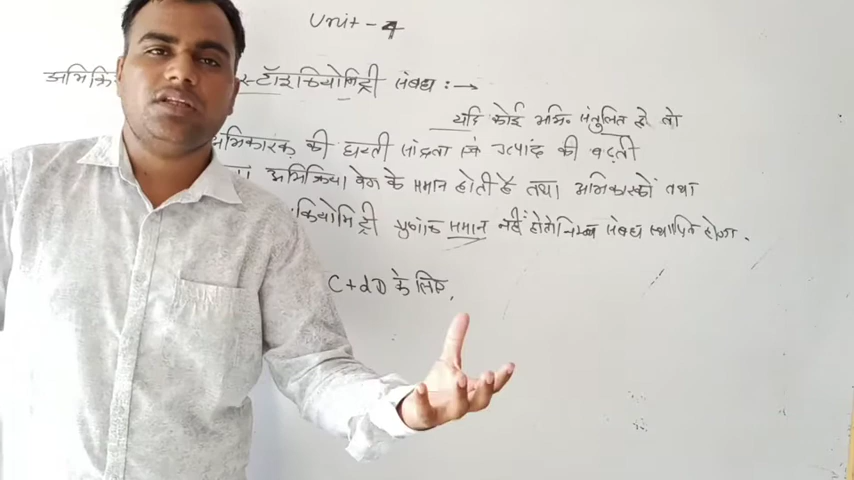 Unit - 4
अभिक्रि स्टॉइकियोमिट्री संबंध :→
यदि कोई अभि॰ संतुलित हो तो
अभिकारक की घटती सांद्रता एवं उत्पाद की बढ़ती
अभिक्रिया वेग के समान होती है तथा अभिकारकों तथा
कियोमिट्री गुणांक समान नहीं होते निम्न संबंध स्थापित होगा.
C+dD के लिए,